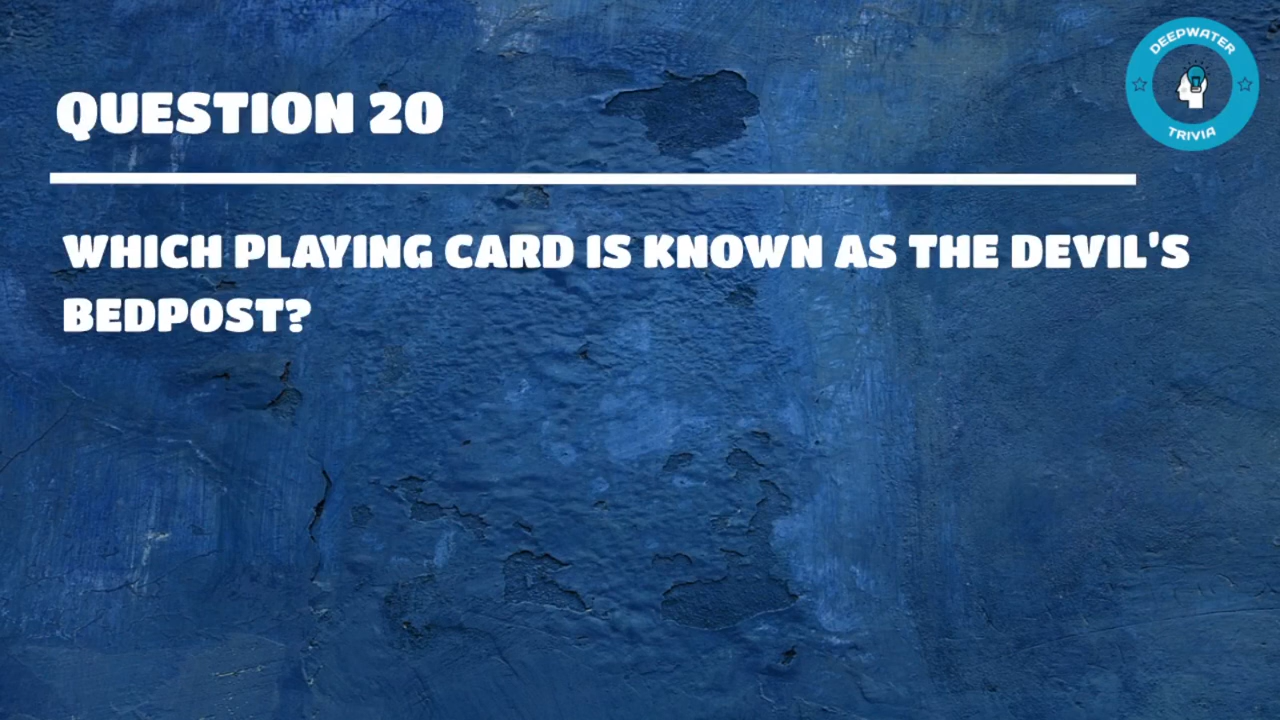 DEEPWATER
TRIVIA
QUESTION 20
WHICH PLAYING CARD IS KNOWN AS THE DEVIL'S
BEDPOST?